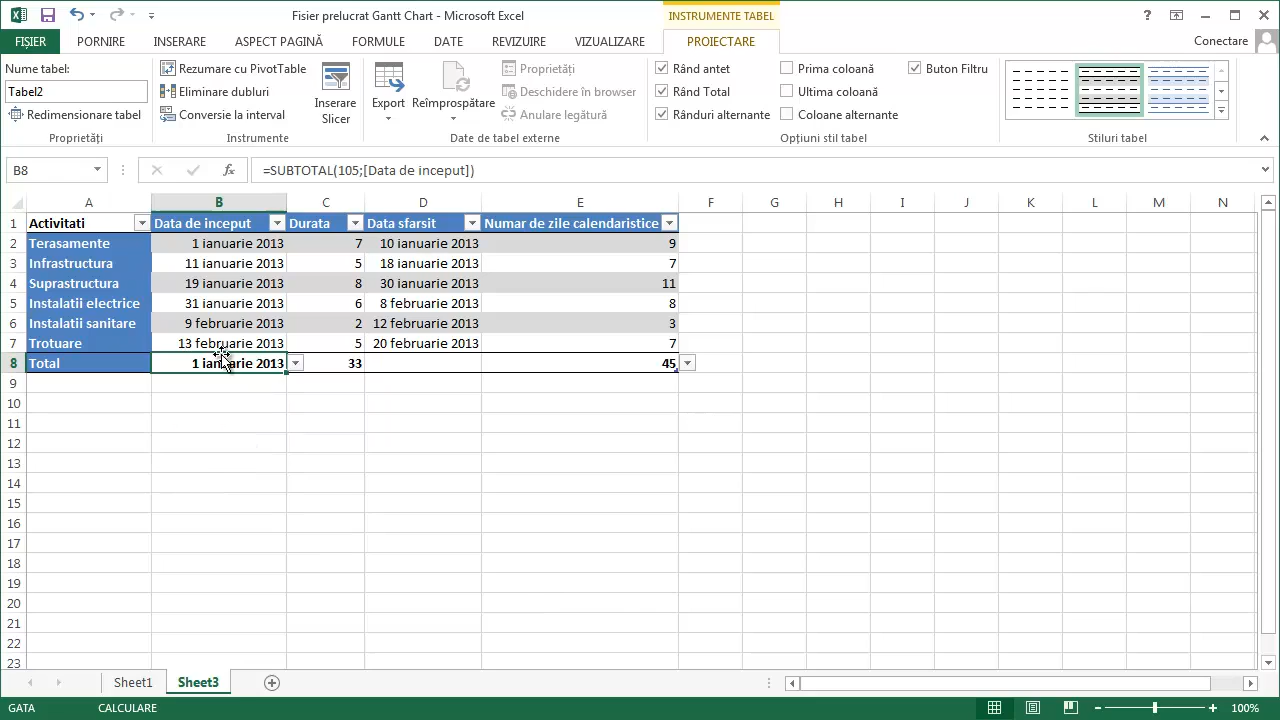 Fisier prelucrat Gantt Chart - Microsoft Excel
INSTRUMENTE TABEL
?
FIȘIER PORNIRE INSERARE ASPECT PAGINĂ FORMULE DATE REVIZUIRE VIZUALIZARE PROIECTARE Conectare
Nume tabel:
Tabel2
Redimensionare tabel
Proprietăți
Rezumare cu PivotTable
Eliminare dubluri
Conversie la interval
Inserare
Slicer
Instrumente
Export
Reîmprospătare
Proprietăți
Deschidere în browser
Anulare legătură
Date de tabel externe
Rând antet
Rând Total
Rânduri alternante
Prima coloană
Ultima coloană
Coloane alternante
Buton Filtru
Opțiuni stil tabel
Stiluri tabel
B8 fx =SUBTOTAL(105;[Data de inceput])
A B C D E F G H I J K L M N
1 Activitati Data de inceput Durata Data sfarsit Numar de zile calendaristice
2 Terasamente 1 ianuarie 2013 7 10 ianuarie 2013 9
3 Infrastructura 11 ianuarie 2013 5 18 ianuarie 2013 7
4 Suprastructura 19 ianuarie 2013 8 30 ianuarie 2013 11
5 Instalatii electrice 31 ianuarie 2013 6 8 februarie 2013 8
6 Instalatii sanitare 9 februarie 2013 2 12 februarie 2013 3
7 Trotuare 13 februarie 2013 5 20 februarie 2013 7
8 Total 1 ianuarie 2013 33 45
9
10
11
12
13
14
15
16
17
18
19
20
21
22
23
Sheet1 Sheet3
GATA CALCULARE 100%